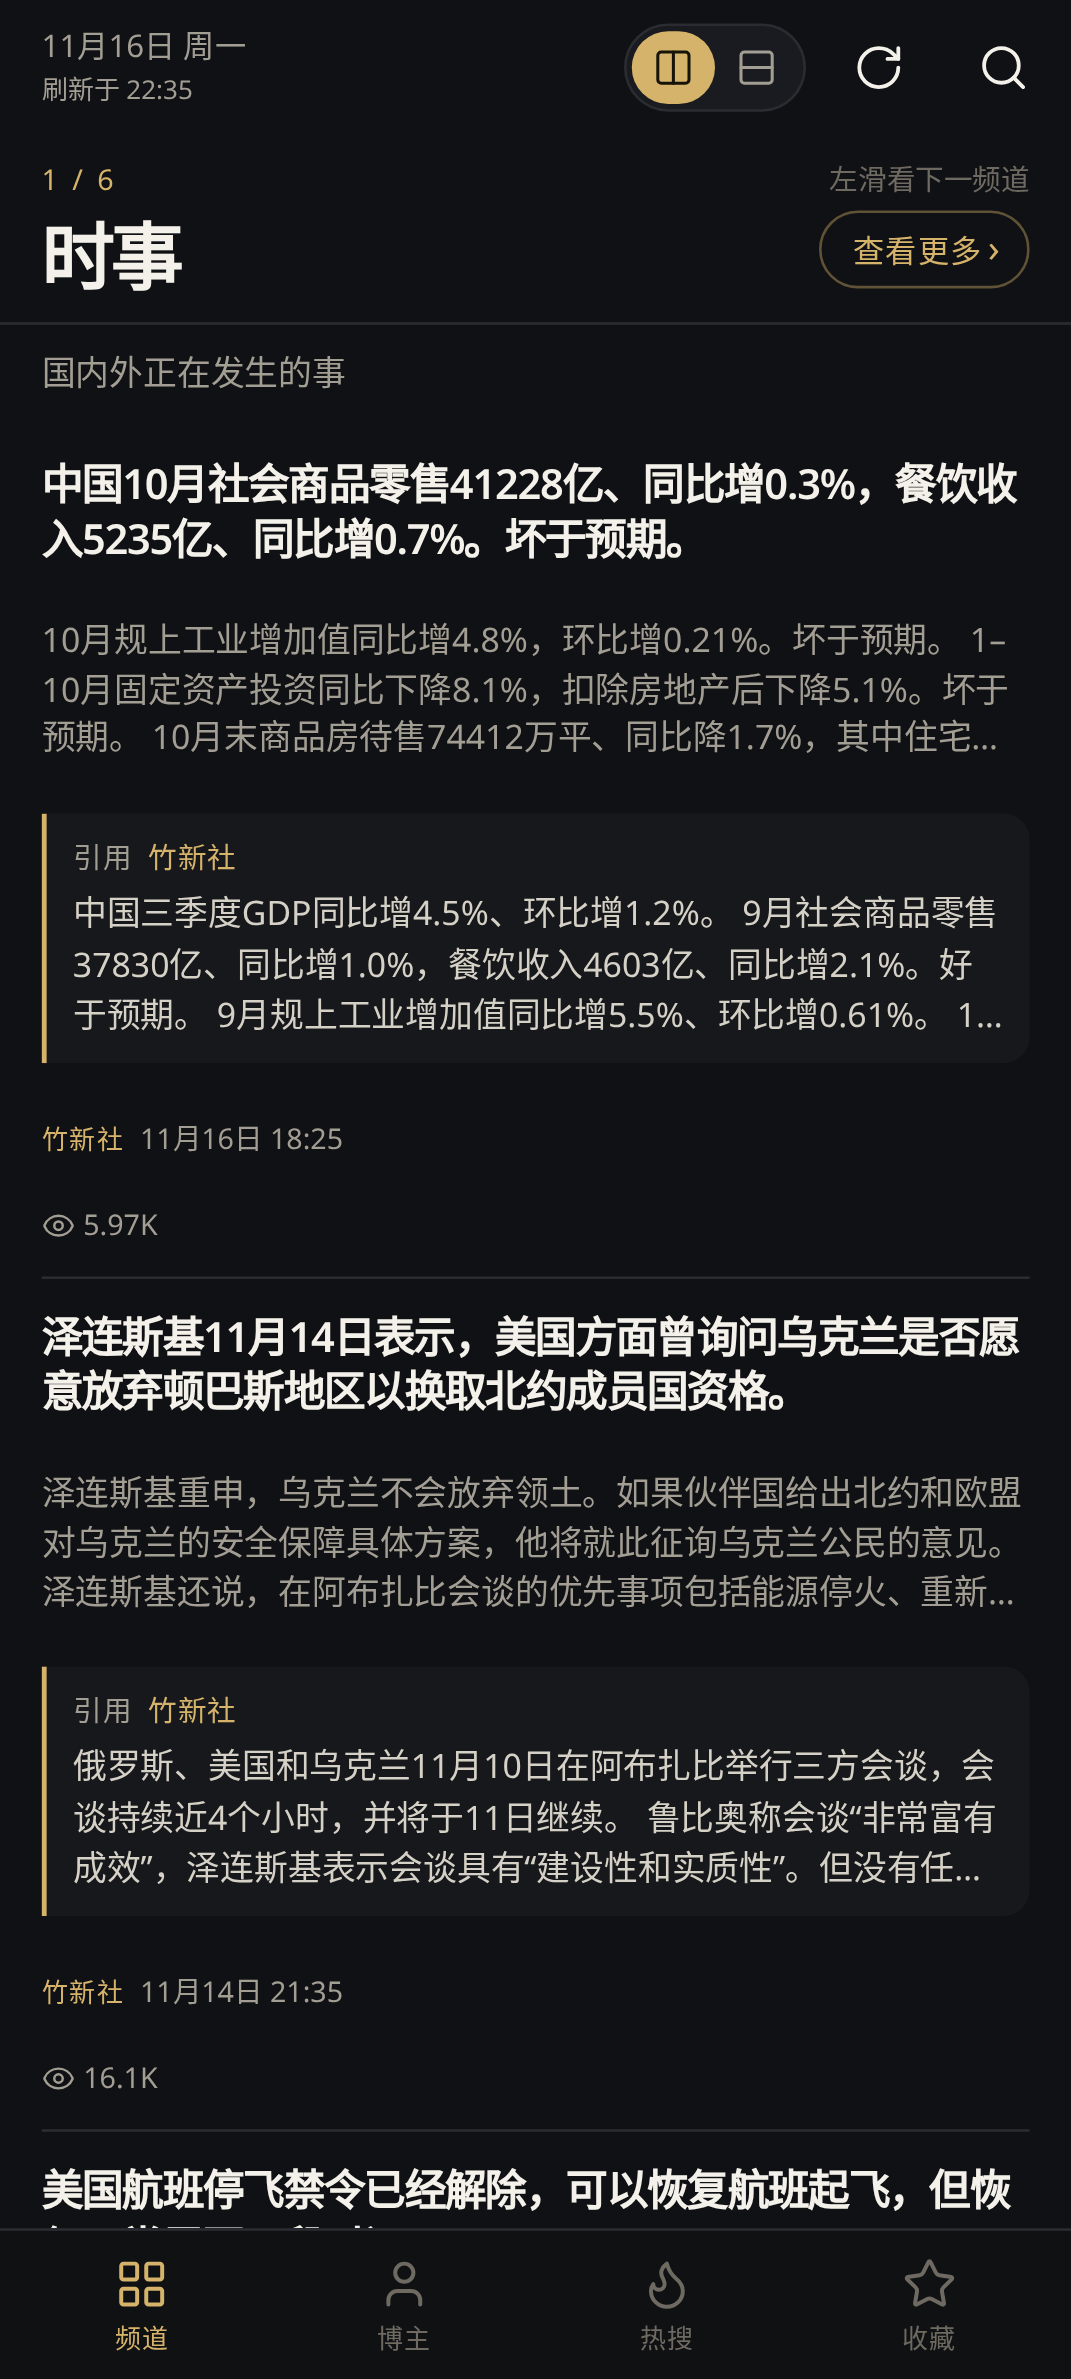 11月16日 周一
刷新于 22:35
1 / 6
左滑看下一频道
时事
查看更多 ›
国内外正在发生的事
中国10月社会商品零售41228亿、同比增0.3%，餐饮收
入5235亿、同比增0.7%。坏于预期。
10月规上工业增加值同比增4.8%，环比增0.21%。坏于预期。 1–
10月固定资产投资同比下降8.1%，扣除房地产后下降5.1%。坏于
预期。 10月末商品房待售74412万平、同比降1.7%，其中住宅...
引用 竹新社
中国三季度GDP同比增4.5%、环比增1.2%。 9月社会商品零售
37830亿、同比增1.0%，餐饮收入4603亿、同比增2.1%。好
于预期。 9月规上工业增加值同比增5.5%、环比增0.61%。 1...
竹新社 11月16日 18:25
5.97K
泽连斯基11月14日表示，美国方面曾询问乌克兰是否愿
意放弃顿巴斯地区以换取北约成员国资格。
泽连斯基重申，乌克兰不会放弃领土。如果伙伴国给出北约和欧盟
对乌克兰的安全保障具体方案，他将就此征询乌克兰公民的意见。
泽连斯基还说，在阿布扎比会谈的优先事项包括能源停火、重新...
引用 竹新社
俄罗斯、美国和乌克兰11月10日在阿布扎比举行三方会谈，会
谈持续近4个小时，并将于11日继续。 鲁比奥称会谈“非常富有
成效”，泽连斯基表示会谈具有“建设性和实质性”。但没有任...
竹新社 11月14日 21:35
16.1K
美国航班停飞禁令已经解除，可以恢复航班起飞，但恢
频道
博主
热搜
收藏